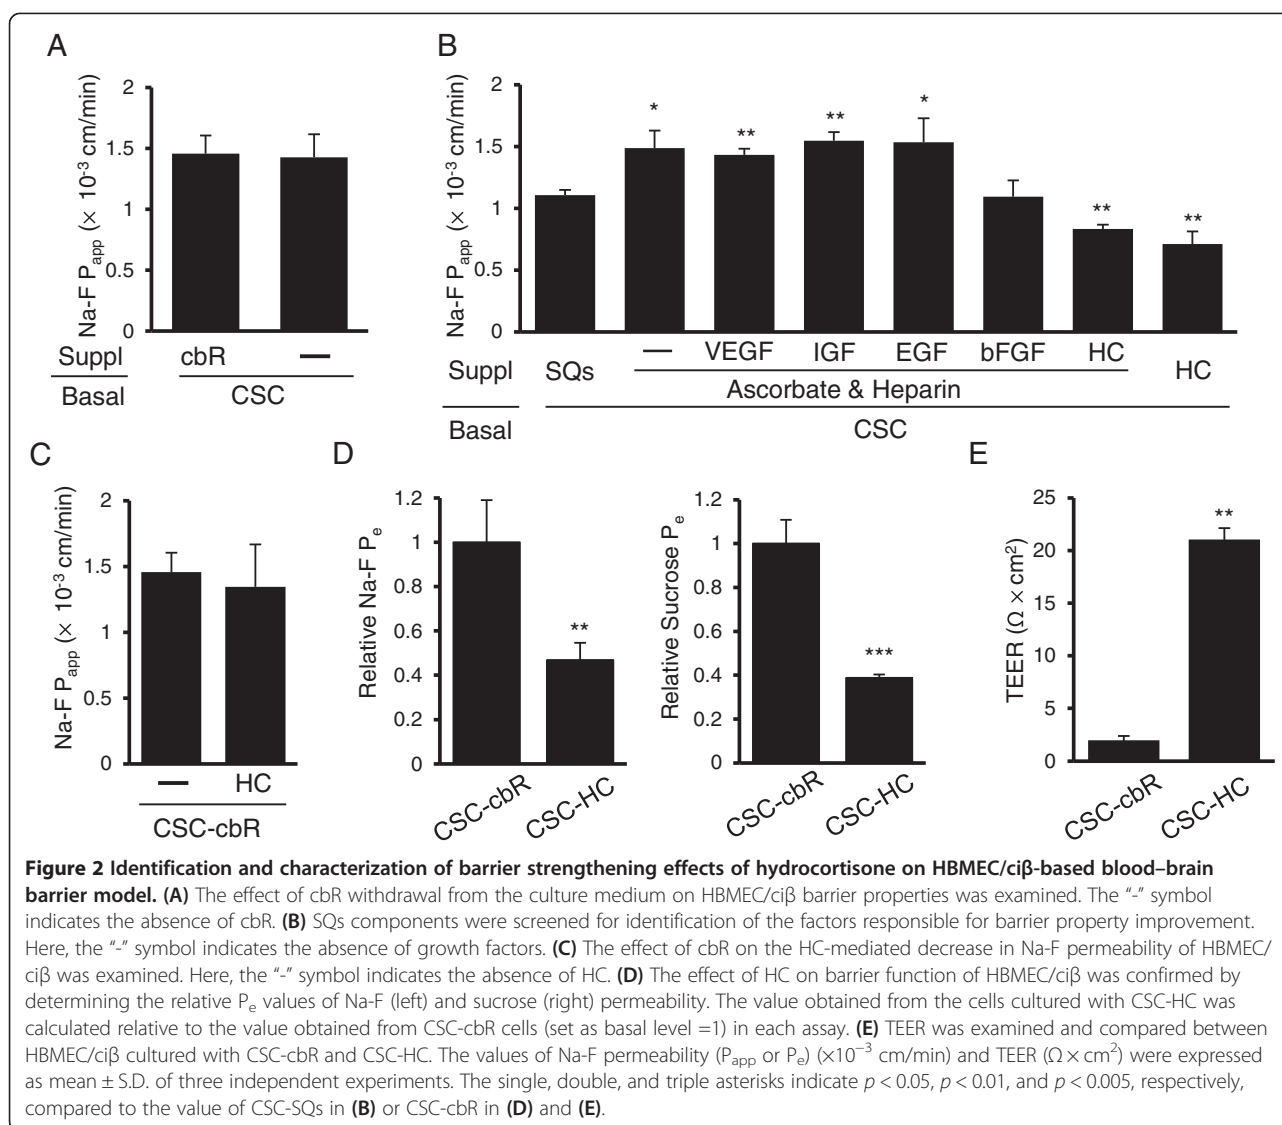 A
Na-F Papp (× 10-3 cm/min)
2
1.5
1
0.5
0
Suppl
cbR
—
Basal
CSC
B
Na-F Papp (× 10-3 cm/min)
2
1.5
1
0.5
0
*
**
**
*
**
**
Suppl
SQs
—
VEGF
IGF
EGF
bFGF
HC
HC
Ascorbate & Heparin
Basal
CSC
C
Na-F Papp (× 10-3 cm/min)
2
1.5
1
0.5
0
—
HC
CSC-cbR
D
Relative Na-F Pe
1.2
1
0.8
0.6
0.4
0.2
0
**
CSC-cbR
CSC-HC
Relative Sucrose Pe
1.2
1
0.8
0.6
0.4
0.2
0
***
CSC-cbR
CSC-HC
E
TEER (Ω × cm2)
25
20
15
10
5
0
**
CSC-cbR
CSC-HC
Figure 2 Identification and characterization of barrier strengthening effects of hydrocortisone on HBMEC/ciβ-based blood–brain
barrier model. (A) The effect of cbR withdrawal from the culture medium on HBMEC/ciβ barrier properties was examined. The “-” symbol
indicates the absence of cbR. (B) SQs components were screened for identification of the factors responsible for barrier property improvement.
Here, the “-” symbol indicates the absence of growth factors. (C) The effect of cbR on the HC-mediated decrease in Na-F permeability of HBMEC/
ciβ was examined. Here, the “-” symbol indicates the absence of HC. (D) The effect of HC on barrier function of HBMEC/ciβ was confirmed by
determining the relative Pe values of Na-F (left) and sucrose (right) permeability. The value obtained from the cells cultured with CSC-HC was
calculated relative to the value obtained from CSC-cbR cells (set as basal level =1) in each assay. (E) TEER was examined and compared between
HBMEC/ciβ cultured with CSC-cbR and CSC-HC. The values of Na-F permeability (Papp or Pe) (×10−3 cm/min) and TEER (Ω × cm2) were expressed
as mean ± S.D. of three independent experiments. The single, double, and triple asterisks indicate p < 0.05, p < 0.01, and p < 0.005, respectively,
compared to the value of CSC-SQs in (B) or CSC-cbR in (D) and (E).